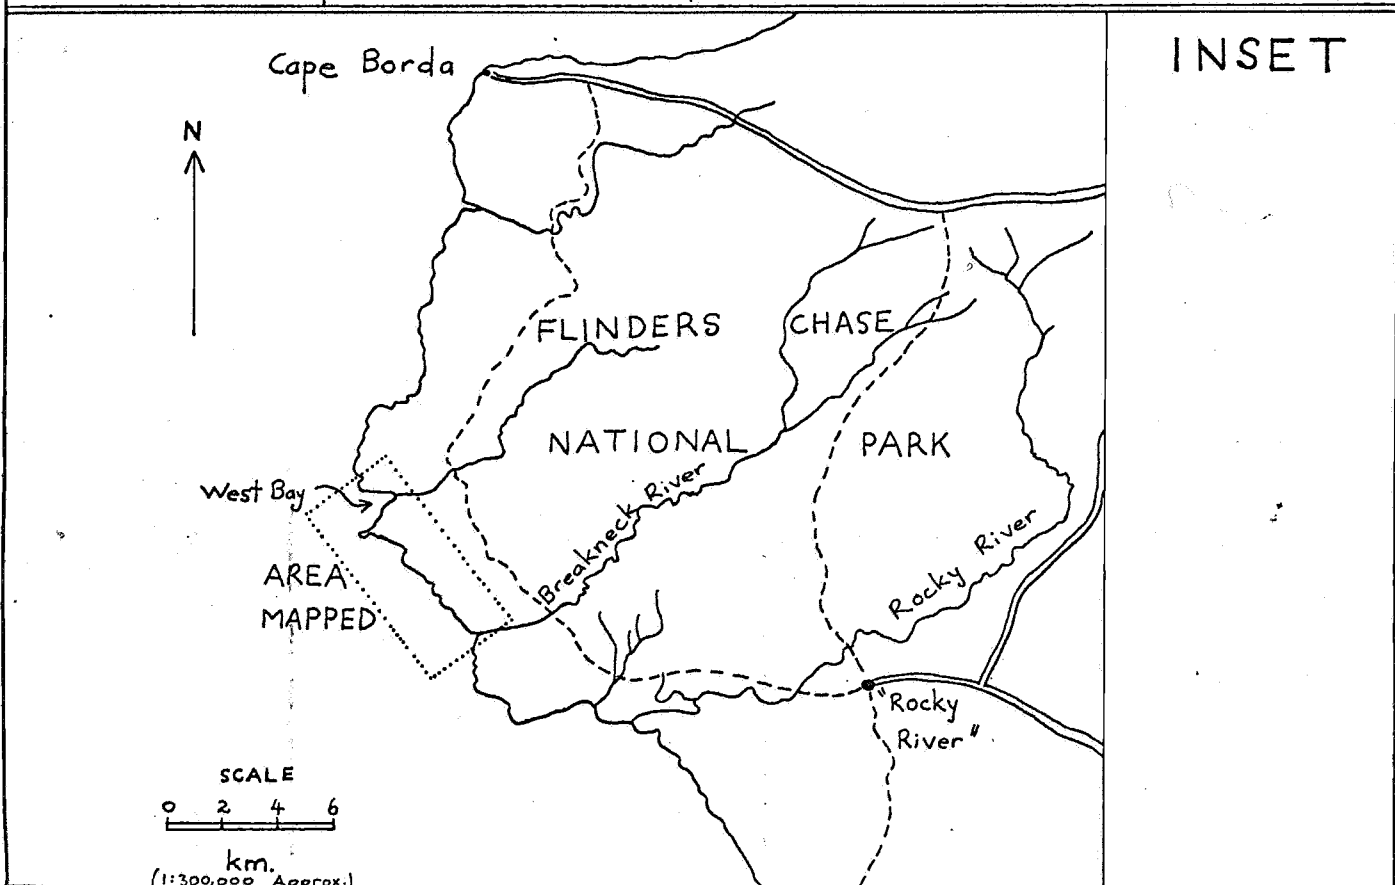 INSET
Cape Borda
N
FLINDERS CHASE
NATIONAL PARK
West Bay
Breakneck River
Rocky River
AREA
MAPPED
"Rocky
River"
SCALE
0 2 4 6
km.
(1:300,000 Approx.)